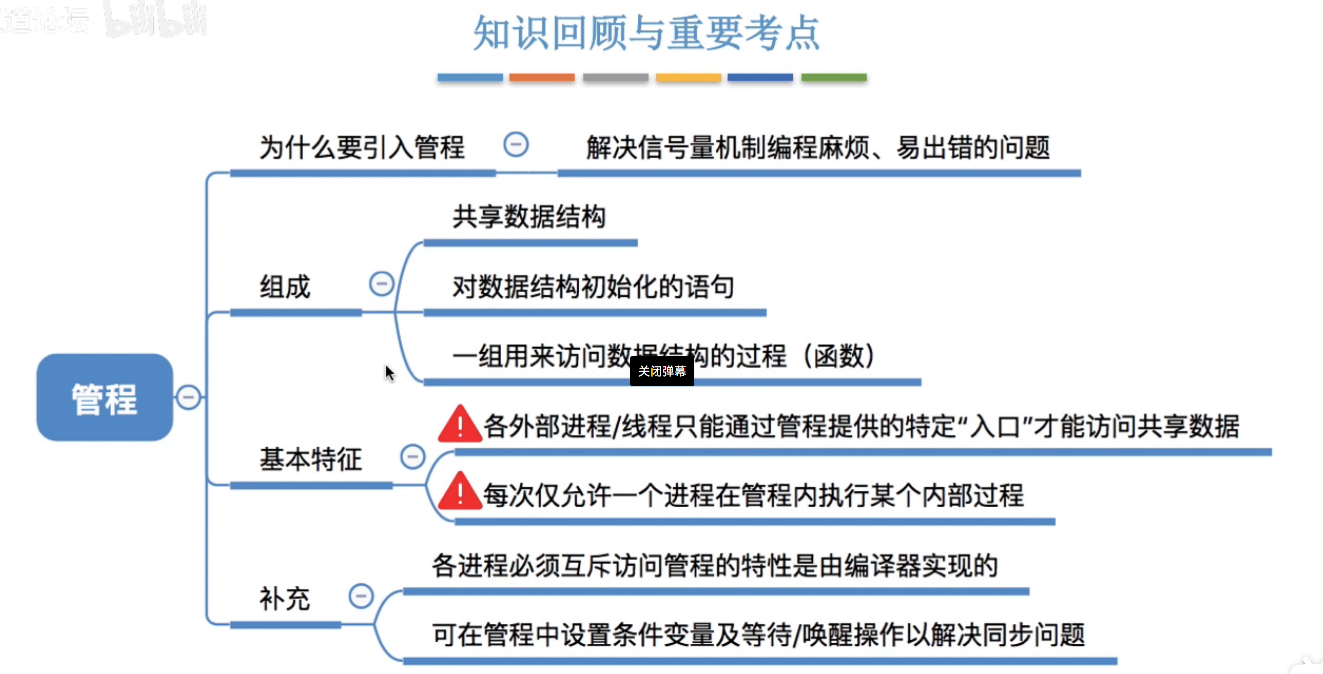 道论坛 bilibili
知识回顾与重要考点
为什么要引入管程
解决信号量机制编程麻烦、易出错的问题
共享数据结构
组成
对数据结构初始化的语句
一组用来访问数据结构的过程（函数）
关闭弹幕
管程
各外部进程/线程只能通过管程提供的特定“入口”才能访问共享数据
基本特征
每次仅允许一个进程在管程内执行某个内部过程
各进程必须互斥访问管程的特性是由编译器实现的
补充
可在管程中设置条件变量及等待/唤醒操作以解决同步问题